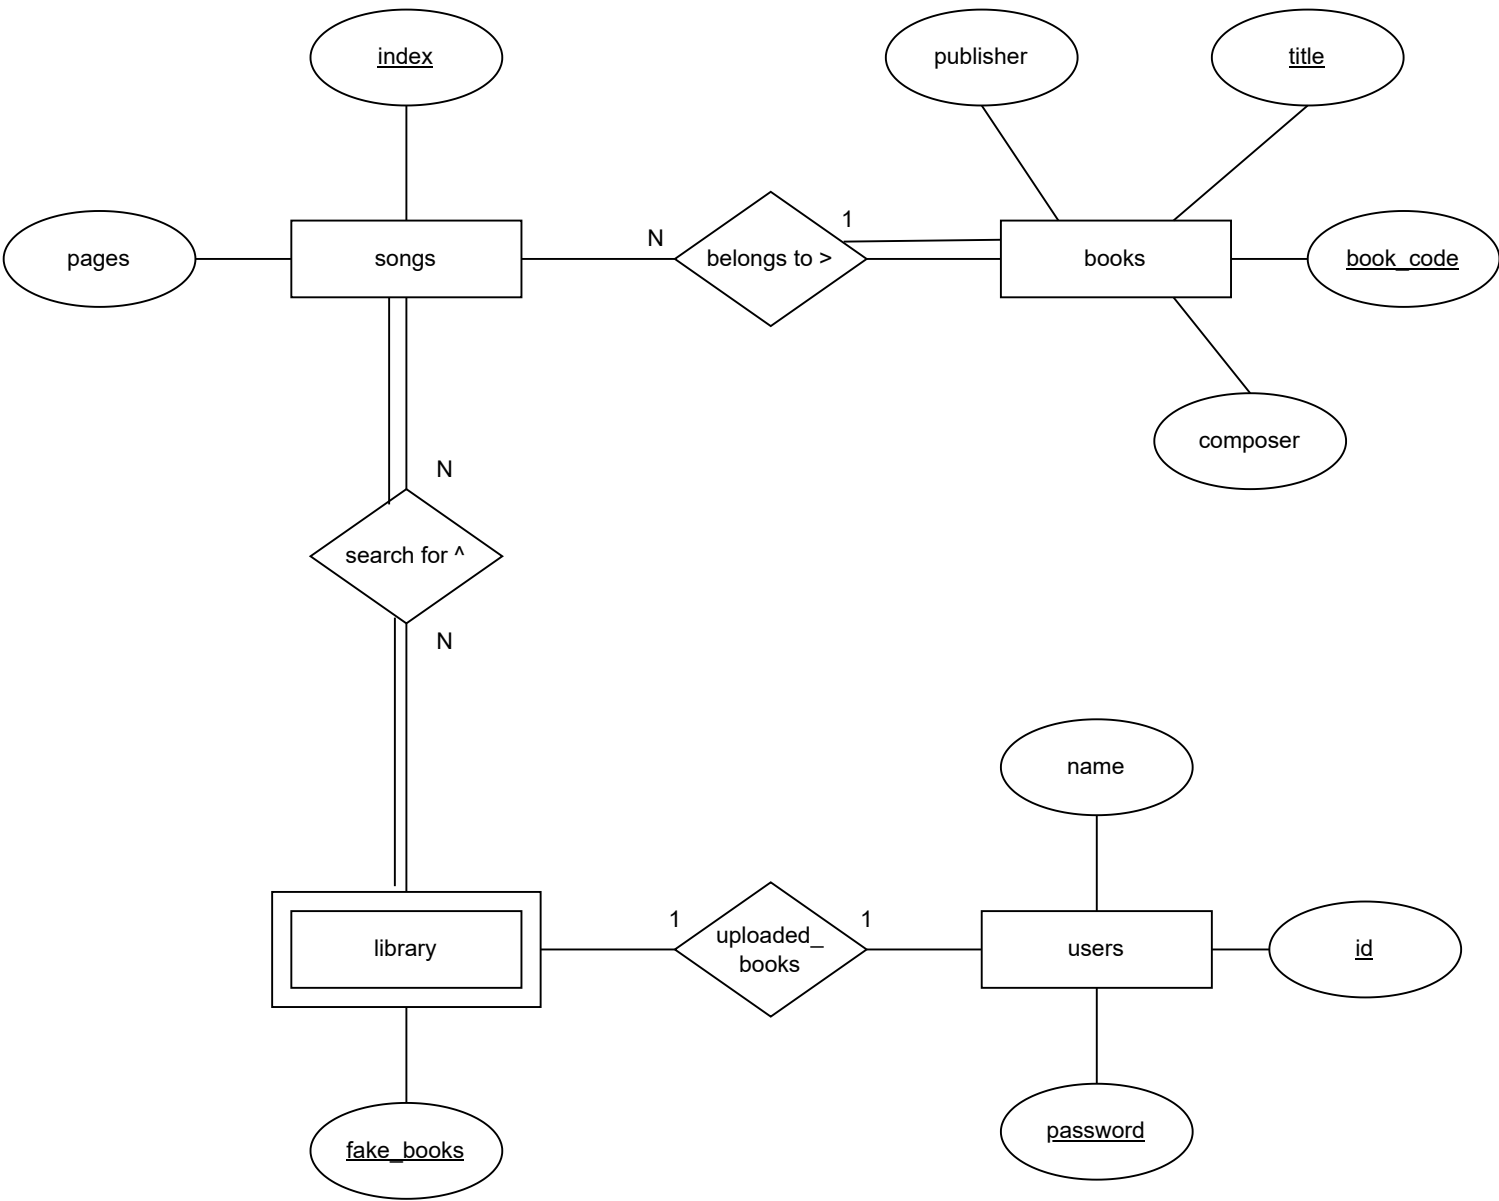 index
publisher
title
pages
songs
N
belongs to >
1
books
book_code
composer
N
search for ^
N
name
library
1
uploaded_
books
1
users
id
fake_books
password